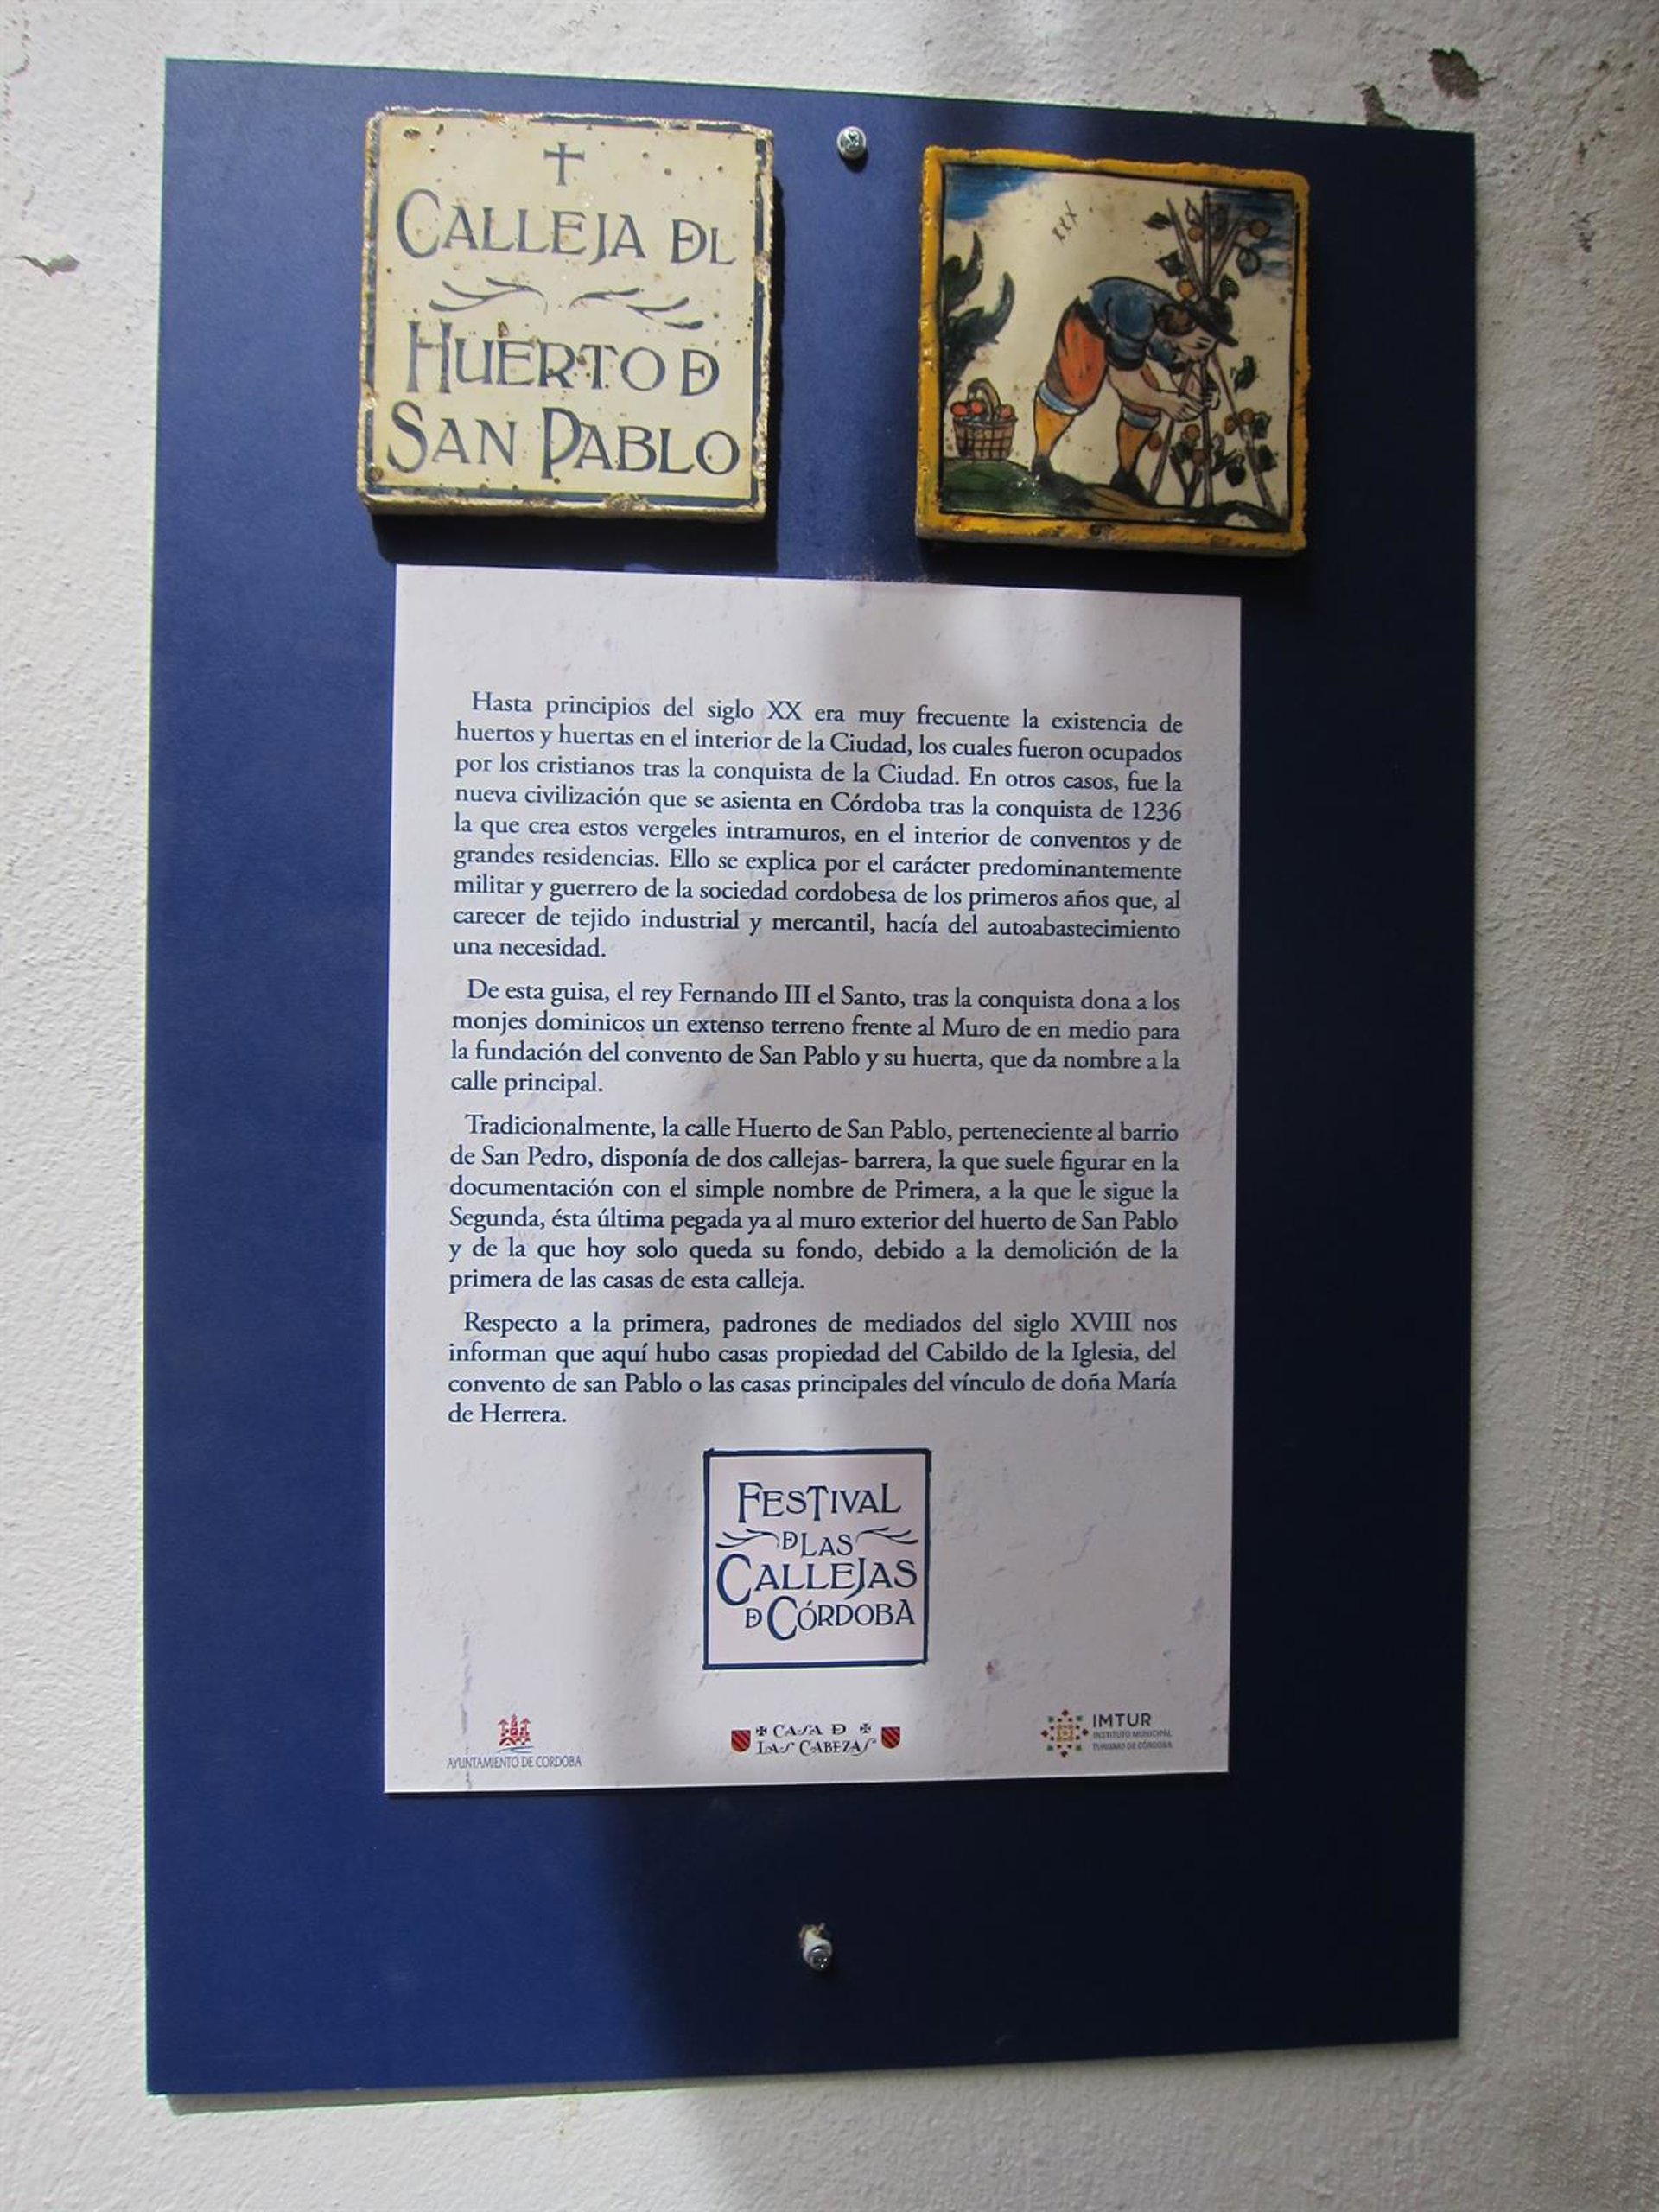 CALLEJA DL
HUERTO D
SAN PABLO
XXX
Hasta principios del siglo XX era muy frecuente la existencia de
huertos y huertas en el interior de la Ciudad, los cuales fueron ocupados
por los cristianos tras la conquista de la Ciudad. En otros casos, fue la
nueva civilización que se asienta en Córdoba tras la conquista de 1236
la que crea estos vergeles intramuros, en el interior de conventos y de
grandes residencias. Ello se explica por el carácter predominantemente
militar y guerrero de la sociedad cordobesa de los primeros años que, al
carecer de tejido industrial y mercantil, hacía del autoabastecimiento
una necesidad.
De esta guisa, el rey Fernando III el Santo, tras la conquista dona a los
monjes dominicos un extenso terreno frente al Muro de en medio para
la fundación del convento de San Pablo y su huerta, que da nombre a la
calle principal.
Tradicionalmente, la calle Huerto de San Pablo, perteneciente al barrio
de San Pedro, disponía de dos callejas- barrera, la que suele figurar en la
documentación con el simple nombre de Primera, a la que le sigue la
Segunda, ésta última pegada ya al muro exterior del huerto de San Pablo
y de la que hoy solo queda su fondo, debido a la demolición de la
primera de las casas de esta calleja.
Respecto a la primera, padrones de mediados del siglo XVIII nos
informan que aquí hubo casas propiedad del Cabildo de la Iglesia, del
convento de san Pablo o las casas principales del vínculo de doña María
de Herrera.
FESTIVAL
D LAS
CALLEJAS
D CÓRDOBA
AYUNTAMIENTO DE CORDOBA
CASA D
LAS CABEZAS
IMTUR
INSTITUTO MUNICIPAL
TURISMO DE CÓRDOBA